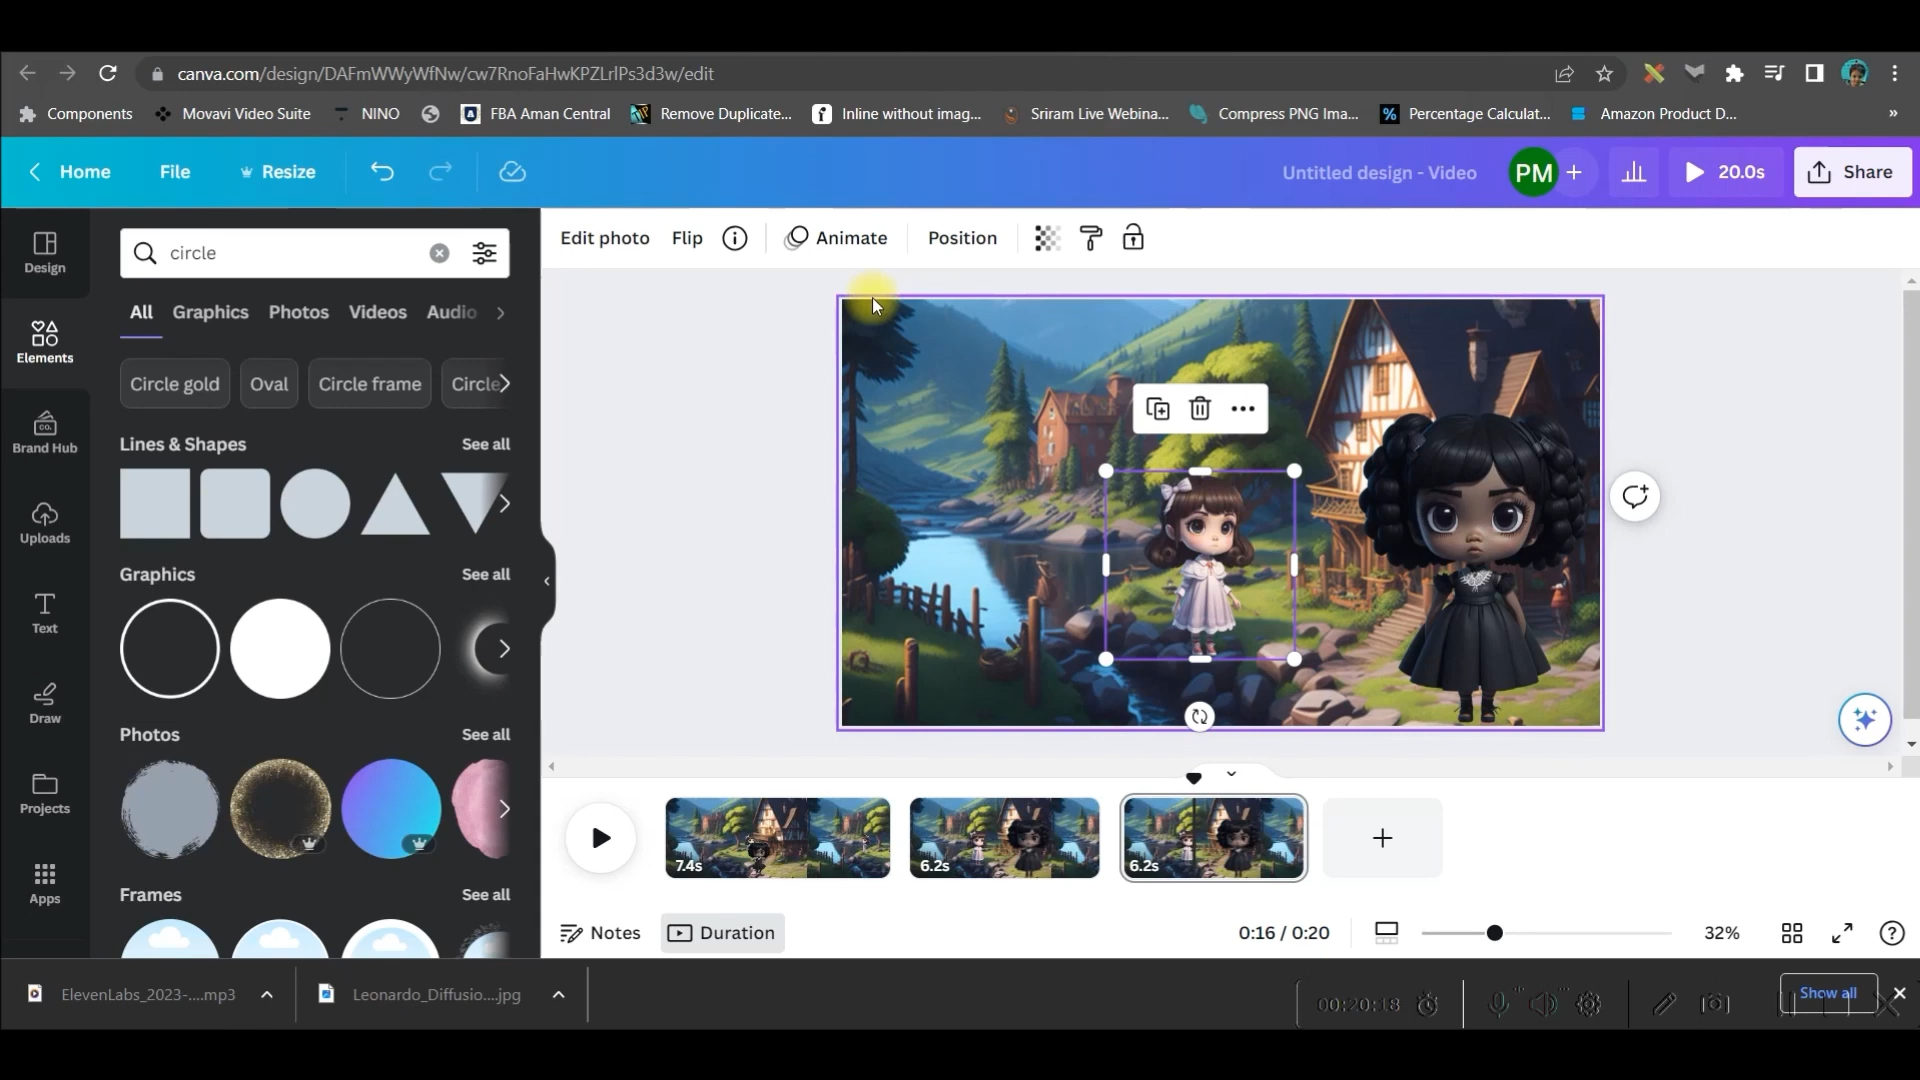 canva.com/design/DAFmWWyWfNw/cw7RnoFaHwKPZLrlPs3d3w/edit
Components
Movavi Video Suite
NINO
FBA Aman Central
Remove Duplicate...
Inline without imag...
Sriram Live Webina...
Compress PNG Ima...
Percentage Calculat...
Amazon Product D...
»
Home
File
Resize
Untitled design - Video
PM
+
20.0s
Share
Design
Elements
Brand Hub
Uploads
Text
Draw
Projects
Apps
circle
All
Graphics
Photos
Videos
Audio
Circle gold
Oval
Circle frame
Circle
Lines & Shapes
See all
Graphics
See all
Photos
See all
Frames
See all
Edit photo
Flip
Animate
Position
7.4s
6.2s
6.2s
Notes
Duration
0:16 / 0:20
32%
ElevenLabs_2023-....mp3
Leonardo_Diffusio....jpg
00:20:18
Show all